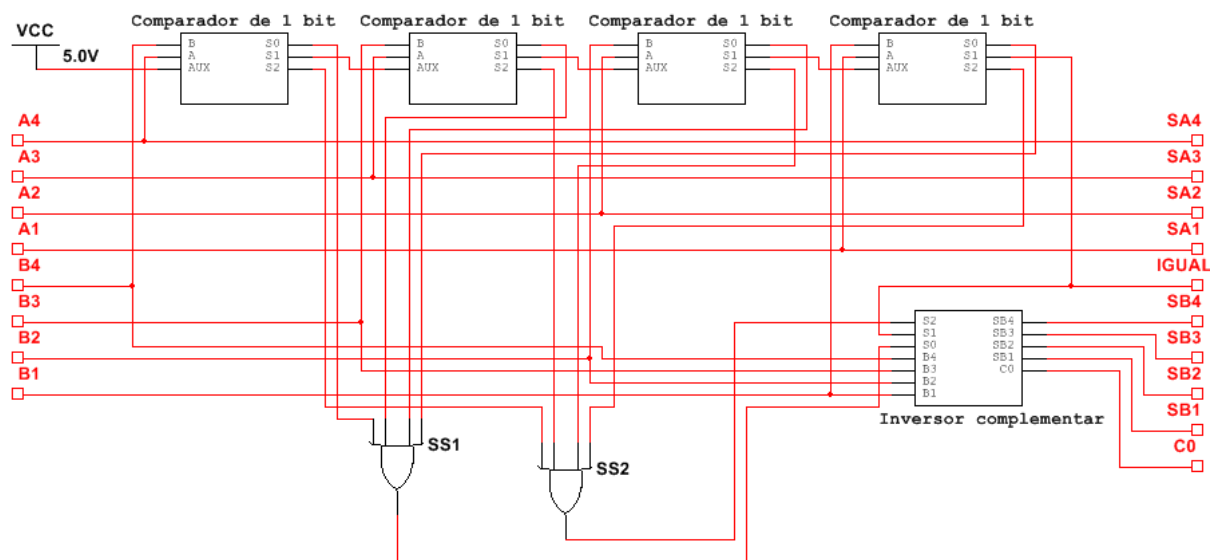 Comparador de 1 bit Comparador de 1 bit Comparador de 1 bit Comparador de 1 bit
VCC
5.0V
B S0
A S1
AUX S2
B S0
A S1
AUX S2
B S0
A S1
AUX S2
B S0
A S1
AUX S2
A4
A3
A2
A1
B4
B3
B2
B1
SA4
SA3
SA2
SA1
IGUAL
SB4
SB3
SB2
SB1
C0
S2 SB4
S1 SB3
S0 SB2
B4 SB1
B3 C0
B2
B1
Inversor complementar
SS1
SS2